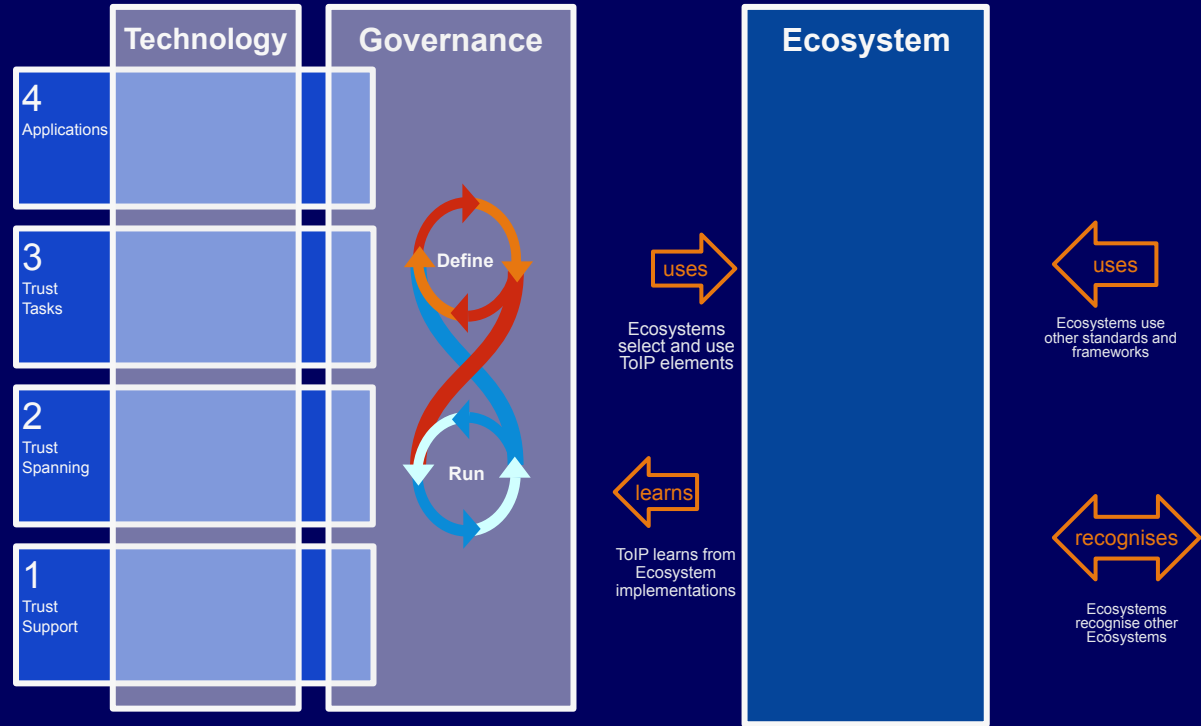 Technology
Governance
Ecosystem
4
Applications
3
Trust
Tasks
2
Trust
Spanning
1
Trust
Support
Define
Run
uses
Ecosystems
select and use
ToIP elements
learns
ToIP learns from
Ecosystem
implementations
uses
Ecosystems use
other standards and
frameworks
recognises
Ecosystems
recognise other
Ecosystems